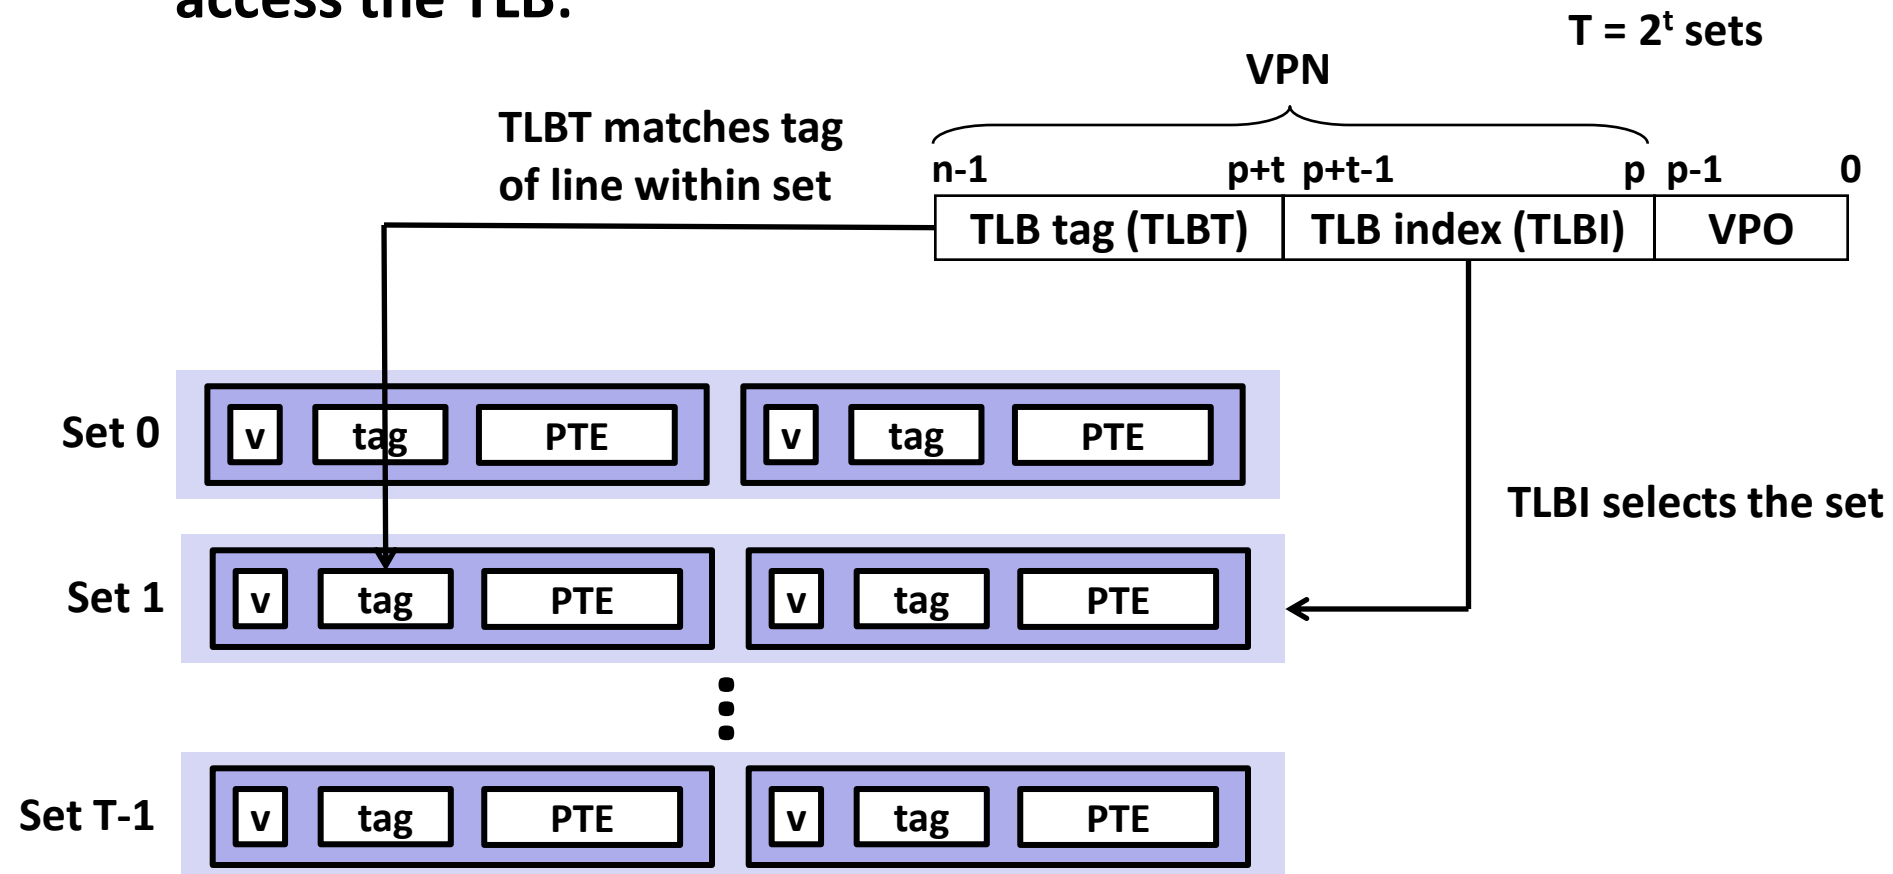 access the TLB:
T = 2^t sets
VPN
TLBT matches tag
of line within set
n-1 p+t p+t-1 p p-1 0
TLB tag (TLBT) TLB index (TLBI) VPO
Set 0 v tag PTE v tag PTE
TLBI selects the set
Set 1 v tag PTE v tag PTE
Set T-1 v tag PTE v tag PTE